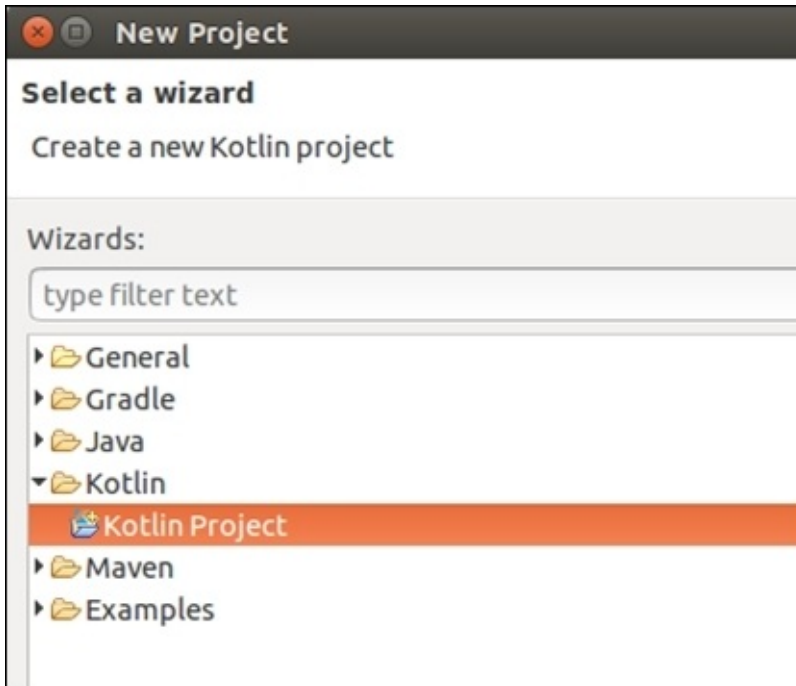 New Project
Select a wizard
Create a new Kotlin project
Wizards:
type filter text
General
Gradle
Java
Kotlin
Kotlin Project
Maven
Examples